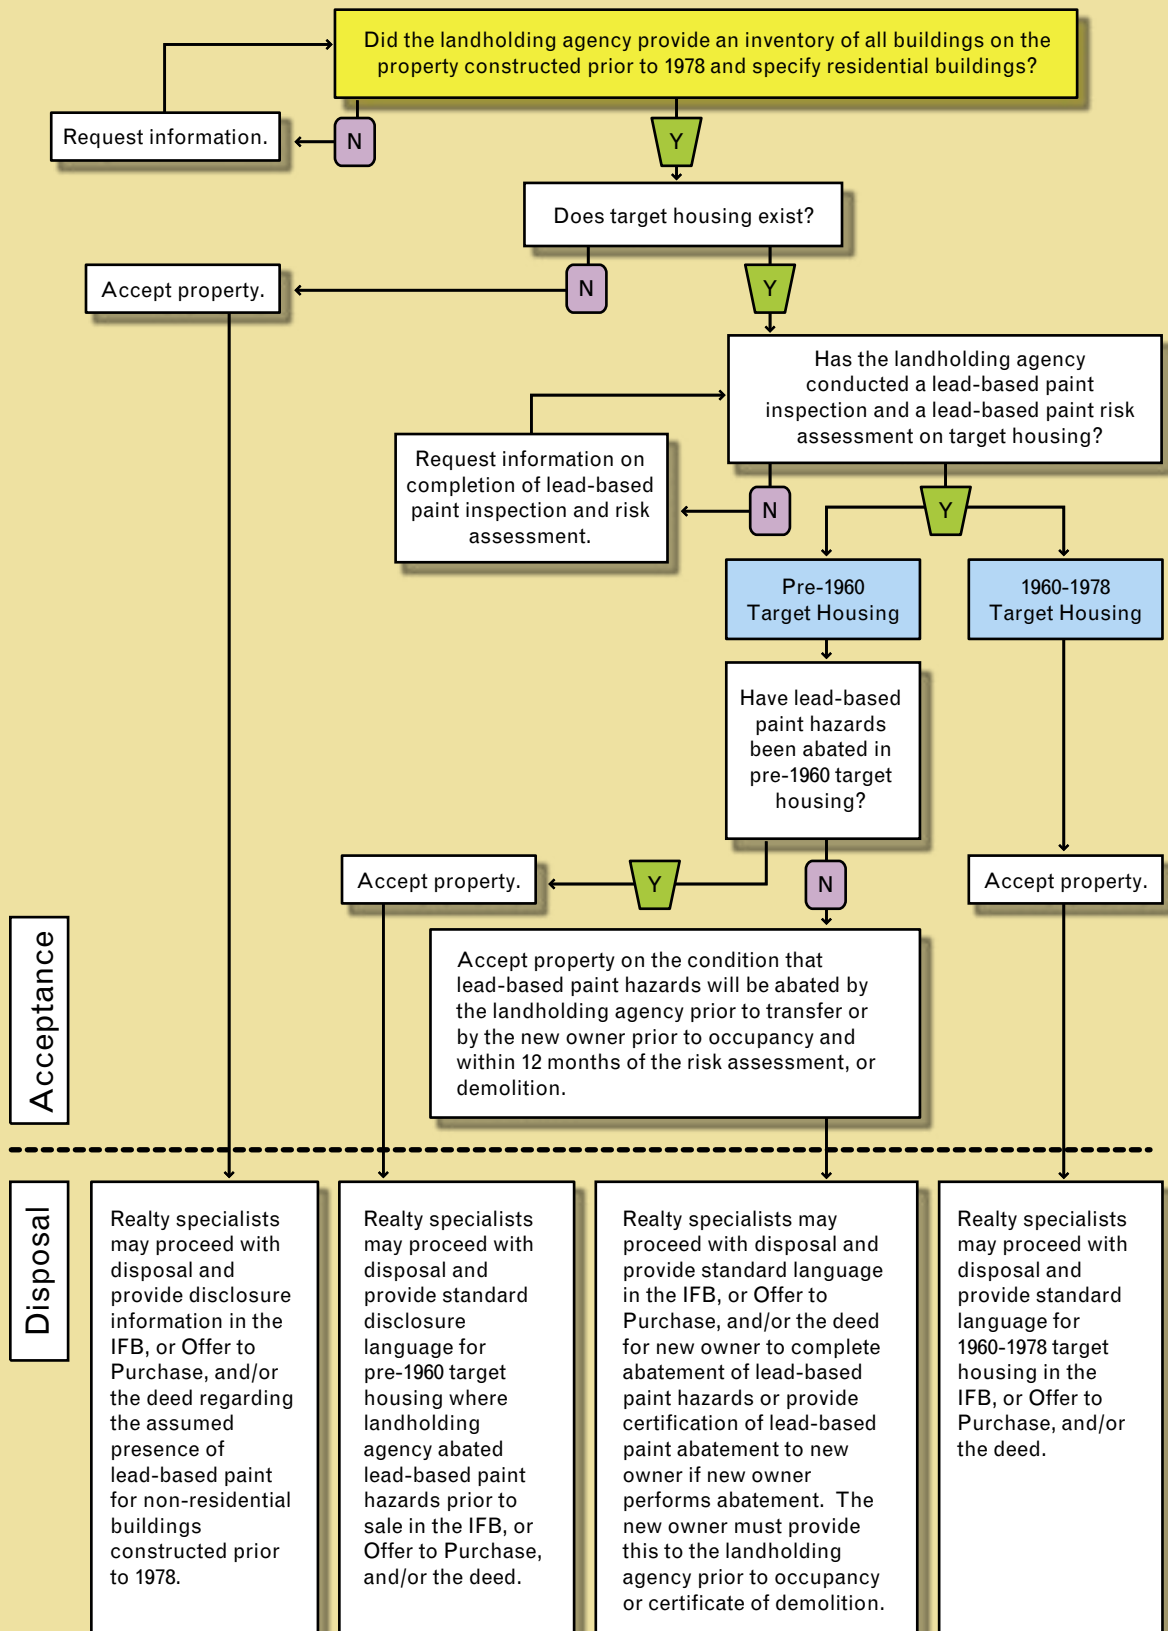 Did the landholding agency provide an inventory of all buildings on the
property constructed prior to 1978 and specify residential buildings?
Request information.
N
Y
Does target housing exist?
Accept property.
N
Y
Has the landholding agency
conducted a lead-based paint
inspection and a lead-based paint risk
assessment on target housing?
Request information on
completion of lead-based
paint inspection and risk
assessment.
N
Y
Pre-1960
Target Housing
1960-1978
Target Housing
Have lead-based
paint hazards
been abated in
pre-1960 target
housing?
Accept property.
Y
N
Accept property.
Acceptance
Accept property on the condition that
lead-based paint hazards will be abated by
the landholding agency prior to transfer or
by the new owner prior to occupancy and
within 12 months of the risk assessment, or
demolition.
Disposal
Realty specialists
may proceed with
disposal and
provide disclosure
information in the
IFB, or Offer to
Purchase, and/or
the deed regarding
the assumed
presence of
lead-based paint
for non-residential
buildings
constructed prior
to 1978.
Realty specialists
may proceed with
disposal and
provide standard
disclosure
language for
pre-1960 target
housing where
landholding
agency abated
lead-based paint
hazards prior to
sale in the IFB, or
Offer to Purchase,
and/or the deed.
Realty specialists may
proceed with disposal and
provide standard language
in the IFB, or Offer to
Purchase, and/or the deed
for new owner to complete
abatement of lead-based
paint hazards or provide
certification of lead-based
paint abatement to new
owner if new owner
performs abatement. The
new owner must provide
this to the landholding
agency prior to occupancy
or certificate of demolition.
Realty specialists
may proceed with
disposal and
provide standard
language for
1960-1978 target
housing in the
IFB, or Offer to
Purchase, and/or
the deed.